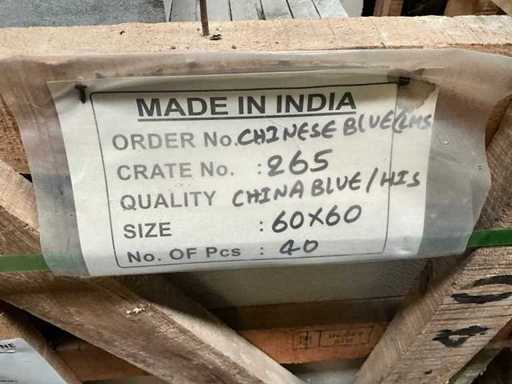 MADE IN INDIA
ORDER No. CHINESE BLUE/LMS
CRATE No. : 265
QUALITY CHINA BLUE/HIS
SIZE : 60X60
No. OF Pcs : 40